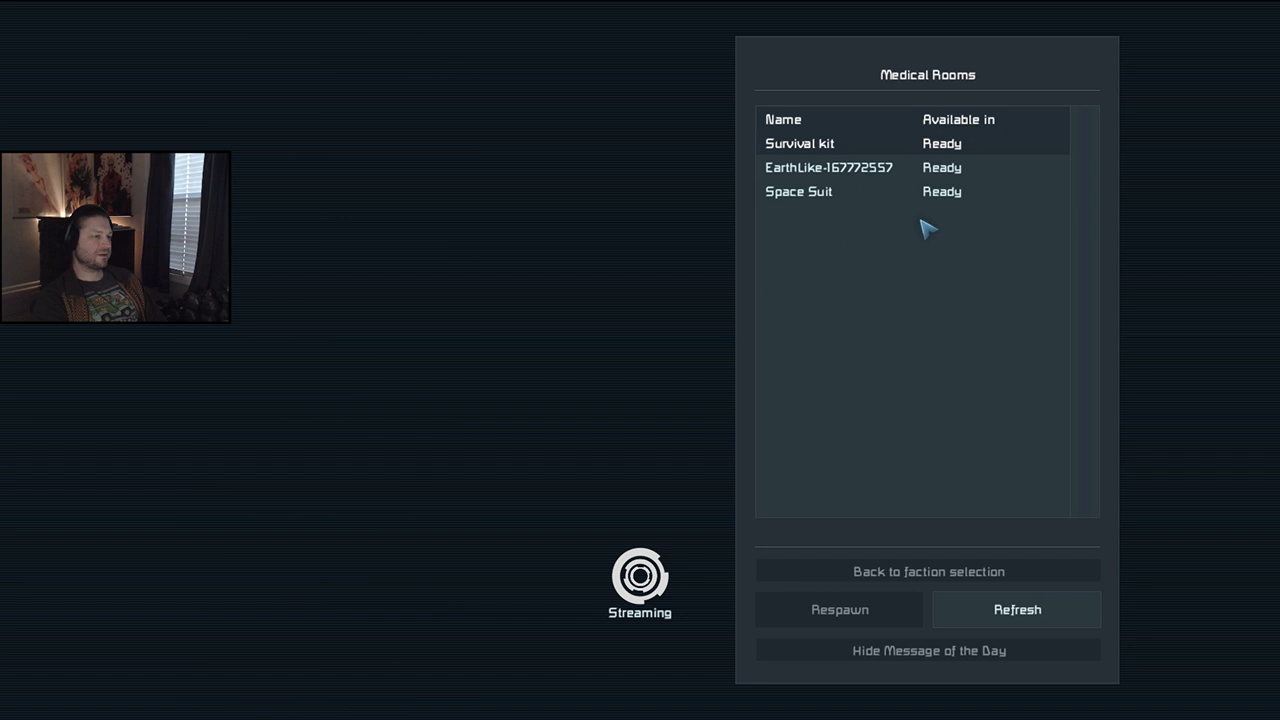 Medical Rooms
Name Available in
Survival kit Ready
EarthLike-167772557 Ready
Space Suit Ready
Streaming
Back to faction selection
Respawn Refresh
Hide Message of the Day